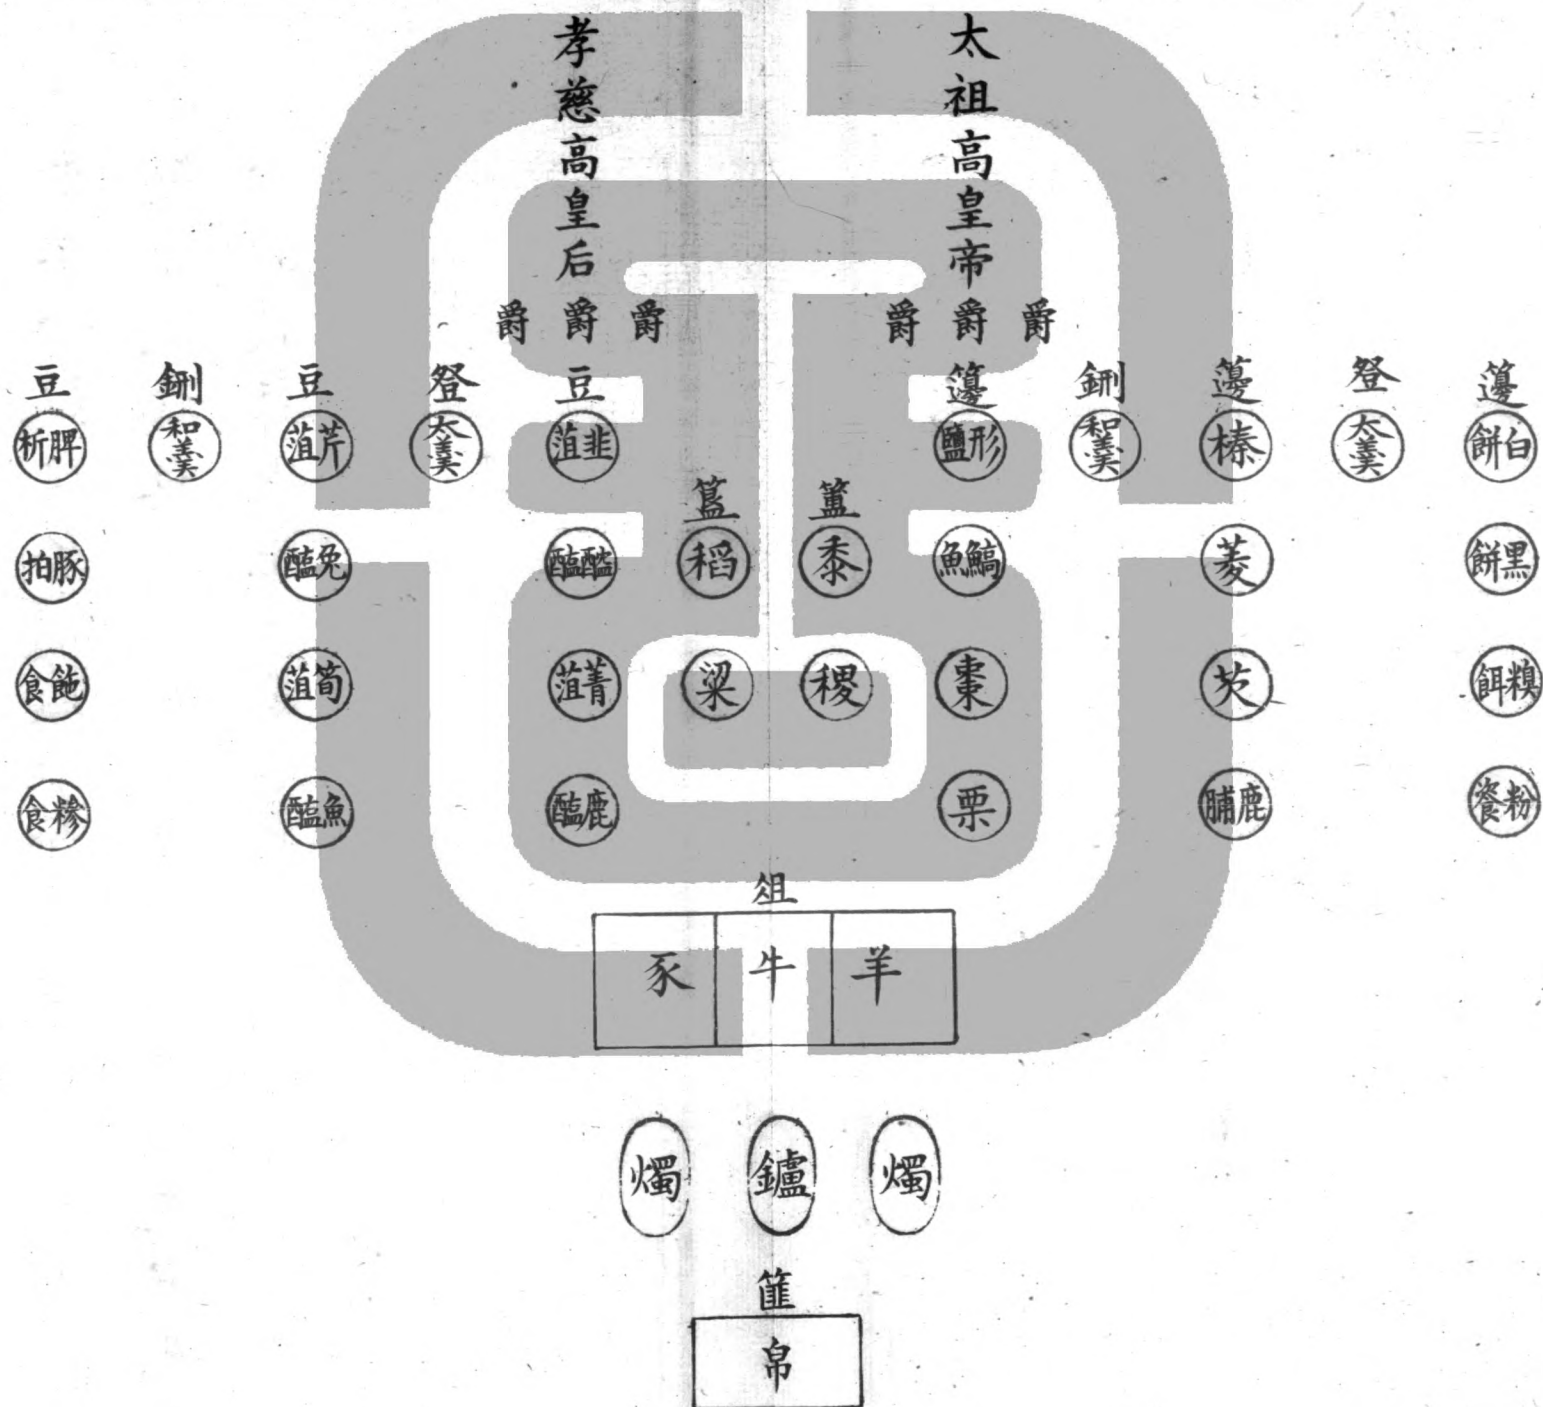 太祖高皇帝
孝慈高皇后
爵 爵 爵
爵 爵 爵
籩 登 籩 鉶 籩
豆 登 豆 鉶 豆
白餅 太羹 榛 和羹 形鹽
韭菹 太羹 芹菹 和羹 脾析
簠 簋
黑餅 菱 鱐魚 黍 稻 醓醢 兔醢 豚拍
糗餌 芡 棗 稷 粱 菁菹 筍菹 飽食
粉餈 鹿脯 栗 鹿醢 魚醢 糝食
俎
羊 牛 豕
燭 鑪 燭
篚
帛